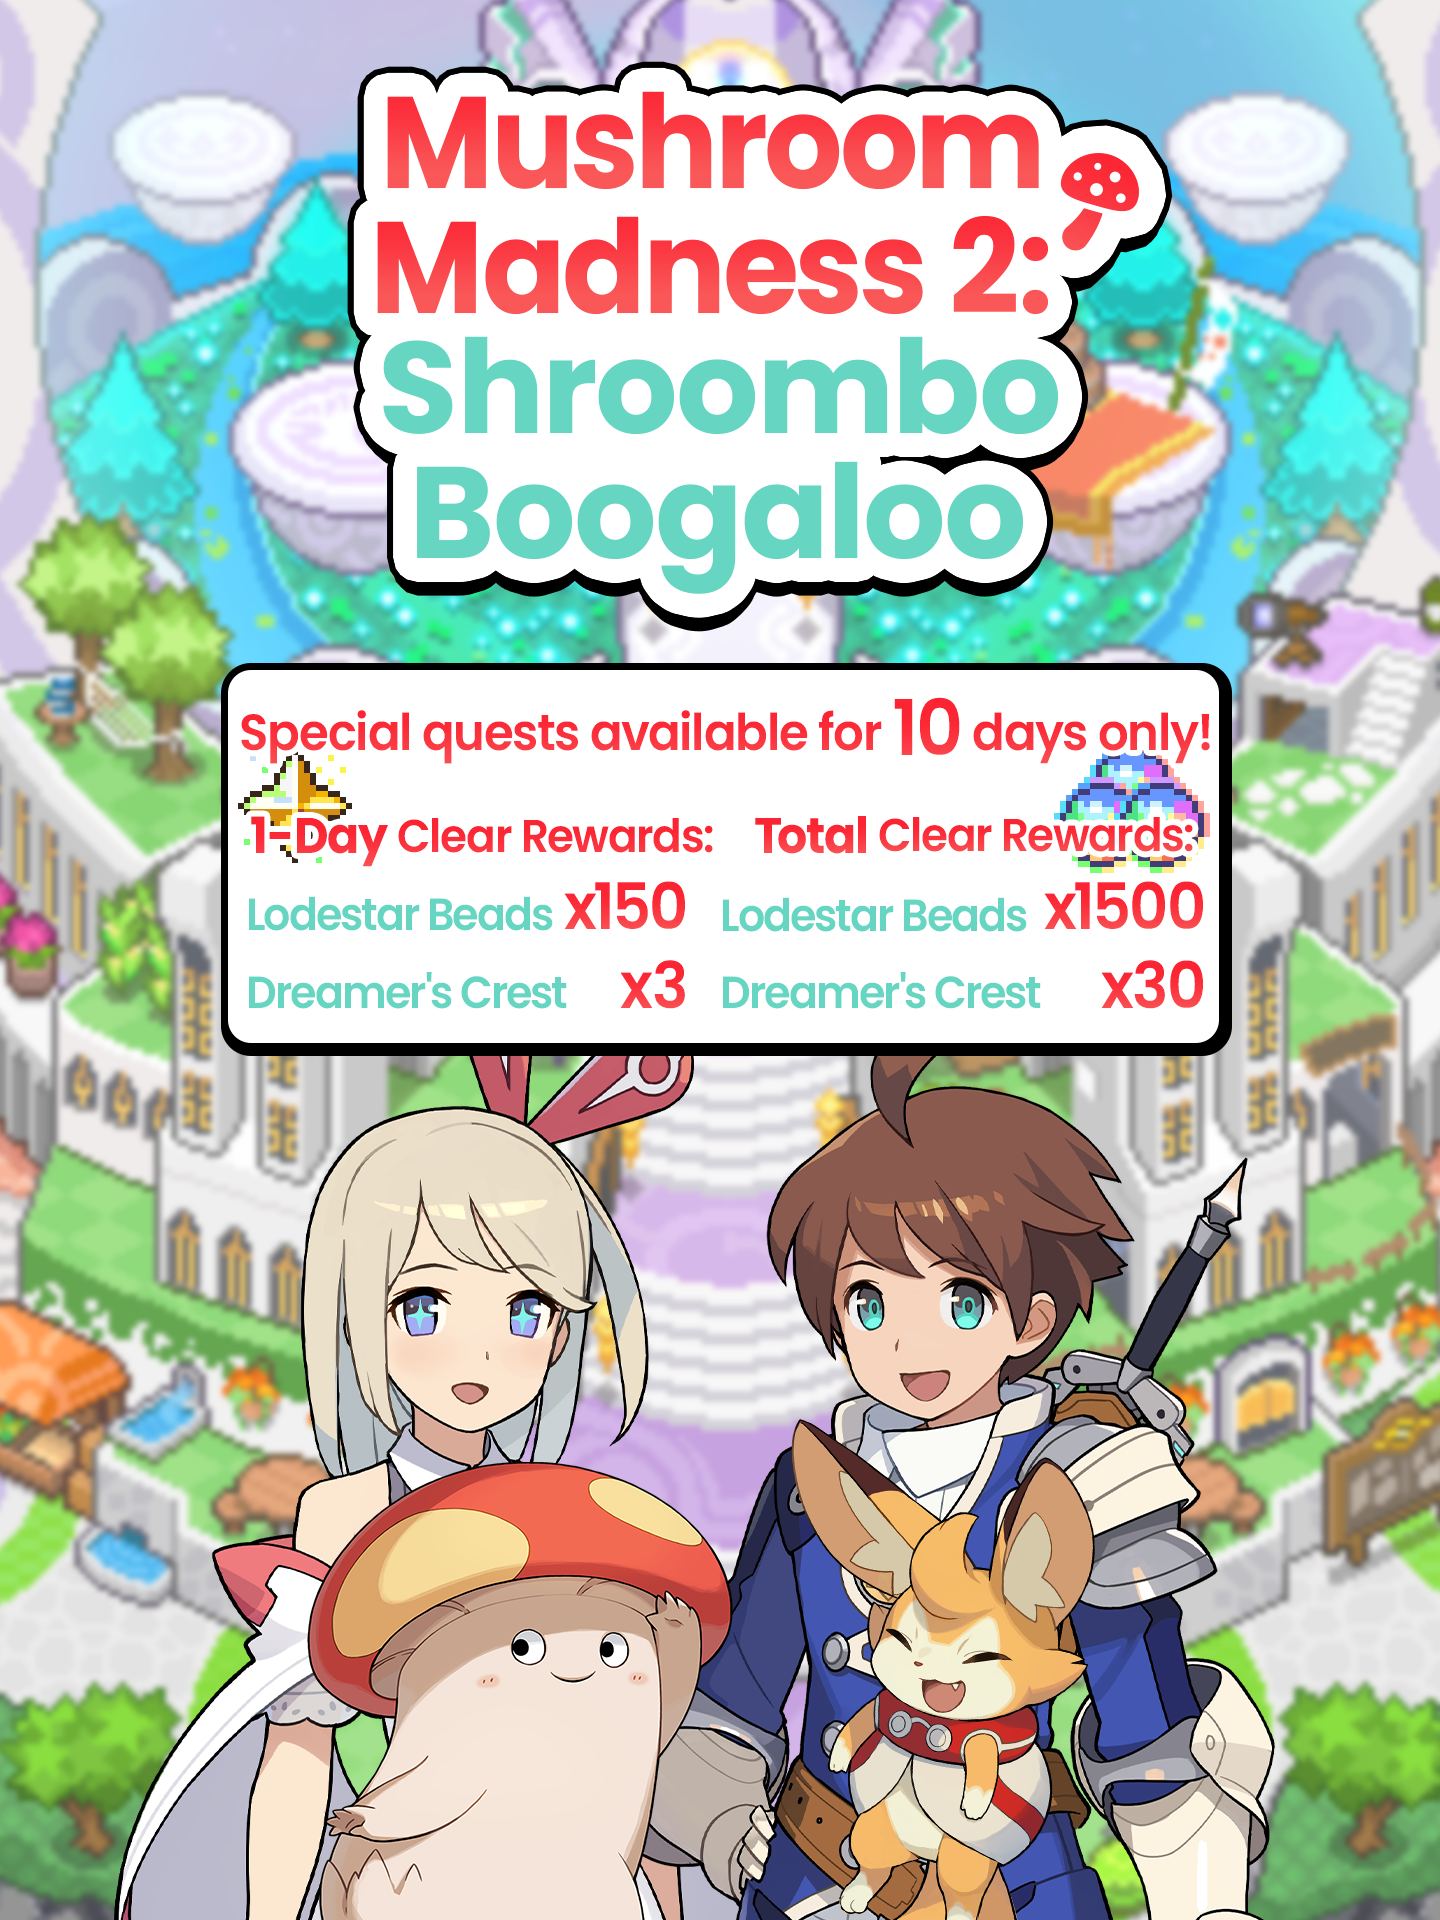 Mushroom
Madness 2:
Shroombo
Boogaloo
Special quests available for 10 days only!
1-Day Clear Rewards:
Lodestar Beads x150
Dreamer's Crest x3
Total Clear Rewards:
Lodestar Beads x1500
Dreamer's Crest x30